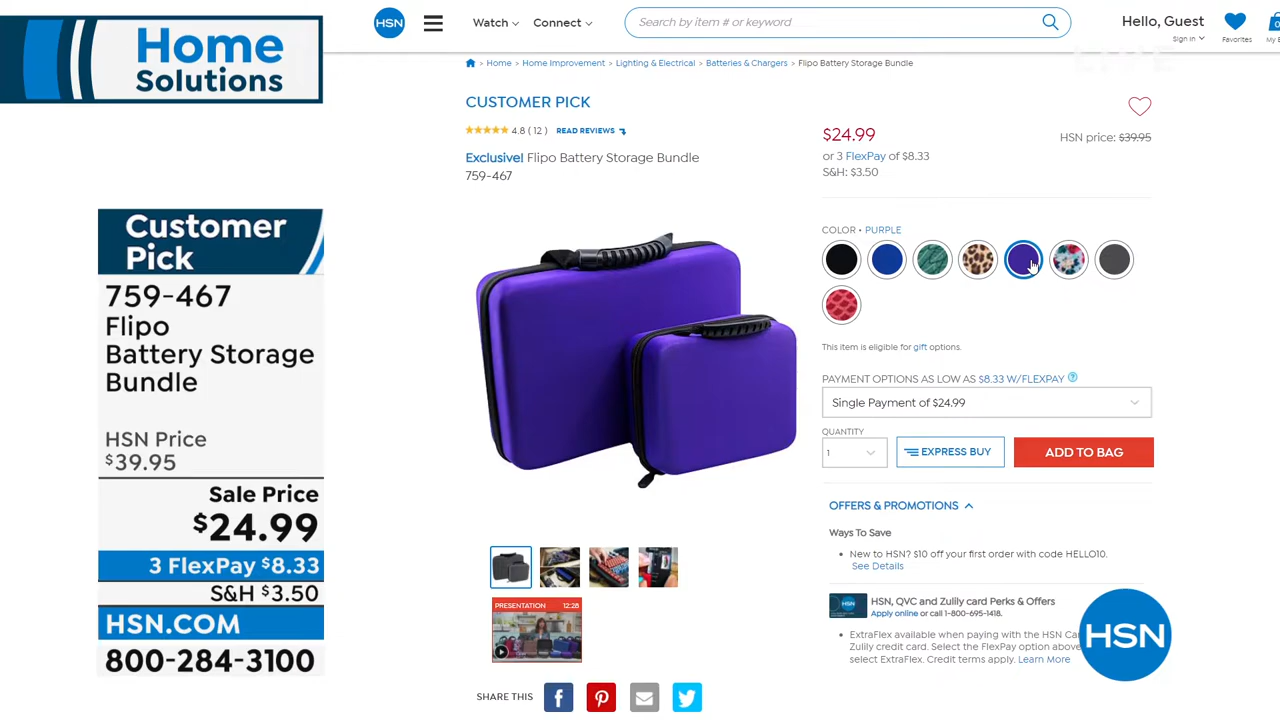 Home
Solutions
Customer
Pick
759-467
Flipo
Battery Storage
Bundle
HSN Price
$39.95
Sale Price
$24.99
3 FlexPay $8.33
S&H $3.50
HSN.COM
800-284-3100
HSN
Watch
Connect
Search by item # or keyword
Hello, Guest
Sign In
Favorites
0
> Home > Home Improvement > Lighting & Electrical > Batteries & Chargers > Flipo Battery Storage Bundle
CUSTOMER PICK
4.8 ( 12 ) READ REVIEWS
Exclusive! Flipo Battery Storage Bundle
759-467
PRESENTATION 12:28
SHARE THIS
$24.99
HSN price: $39.95
or 3 FlexPay of $8.33
S&H: $3.50
COLOR • PURPLE
This item is eligible for gift options.
PAYMENT OPTIONS AS LOW AS $8.33 W/FLEXPAY ?
Single Payment of $24.99
QUANTITY
1
EXPRESS BUY
ADD TO BAG
OFFERS & PROMOTIONS
Ways To Save
• New to HSN? $10 off your first order with code HELLO10.
See Details
HSN
HSN, QVC and Zulily card Perks & Offers
Apply online or call 1-800-695-1418.
• ExtraFlex available when paying with the HSN
Zulily credit card. Select the FlexPay option above
select ExtraFlex. Credit terms apply. Learn More
HSN